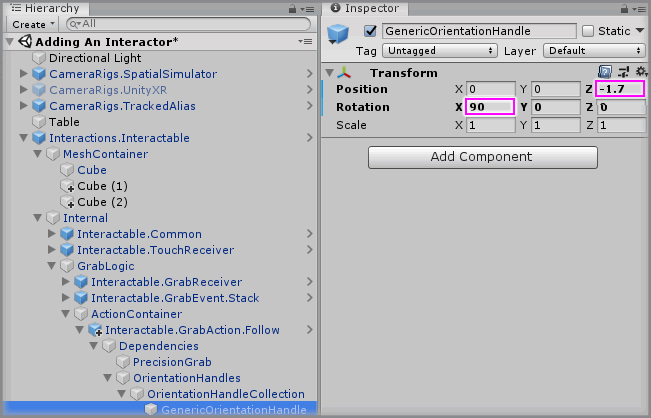 Hierarchy
Create
All
Adding An Interactor*
Directional Light
CameraRigs.SpatialSimulator
CameraRigs.UnityXR
CameraRigs.TrackedAlias
Table
Interactions.Interactable
MeshContainer
Cube
Cube (1)
Cube (2)
Internal
Interactable.Common
Interactable.TouchReceiver
GrabLogic
Interactable.GrabReceiver
Interactable.GrabEvent.Stack
ActionContainer
Interactable.GrabAction.Follow
Dependencies
PrecisionGrab
OrientationHandles
OrientationHandleCollection
GenericOrientationHandle
Inspector
GenericOrientationHandle Static
Tag Untagged Layer Default
Transform
Position X 0 Y 0 Z -1.7
Rotation X 90 Y 0 Z 0
Scale X 1 Y 1 Z 1
Add Component